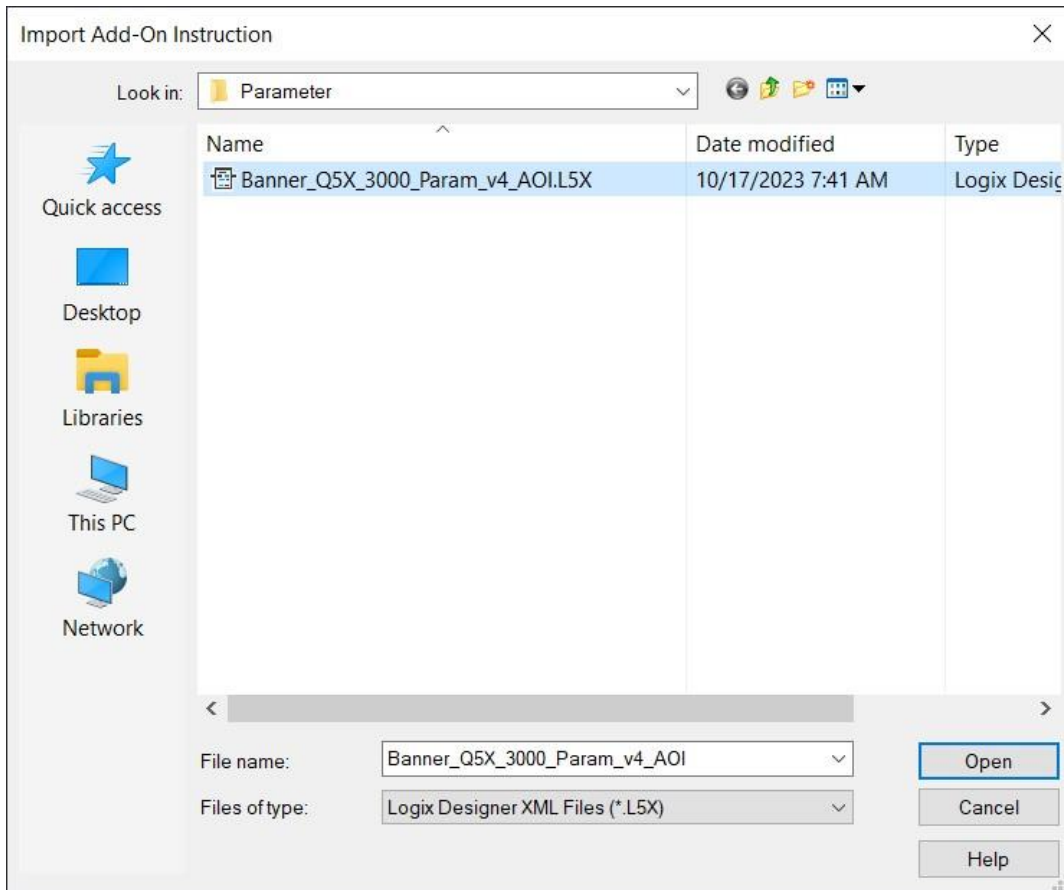 Import Add-On Instruction
Look in: Parameter
Name Date modified Type
Banner_Q5X_3000_Param_v4_AOI.L5X 10/17/2023 7:41 AM Logix Desig
Quick access
Desktop
Libraries
This PC
Network
File name: Banner_Q5X_3000_Param_v4_AOI Open
Files of type: Logix Designer XML Files (*.L5X) Cancel
Help